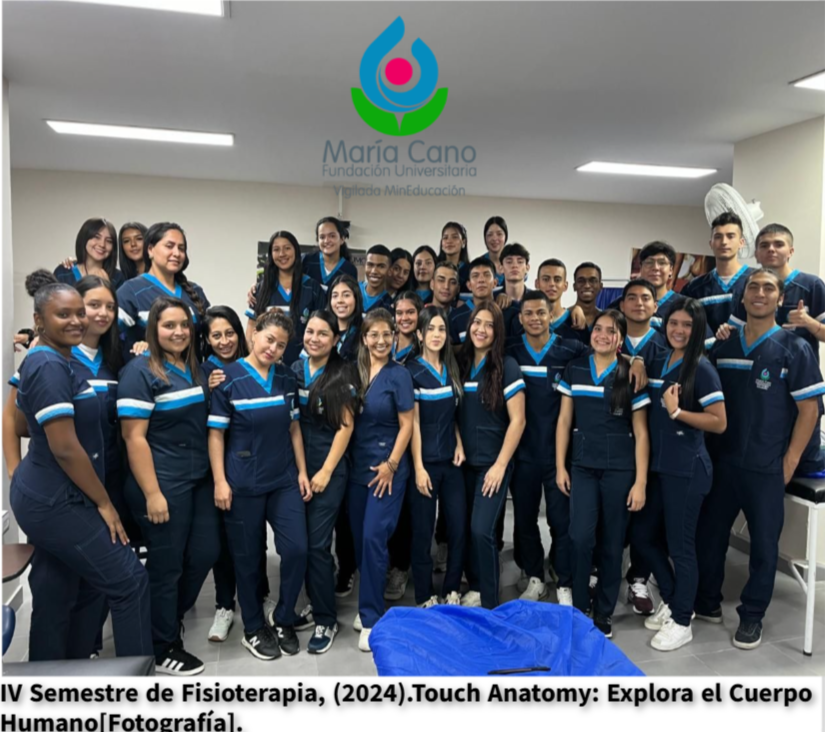 María Cano
Fundación Universitaria
Vigilada MinEducación
IV Semestre de Fisioterapia, (2024).Touch Anatomy: Explora el Cuerpo
Humano[Fotografía].